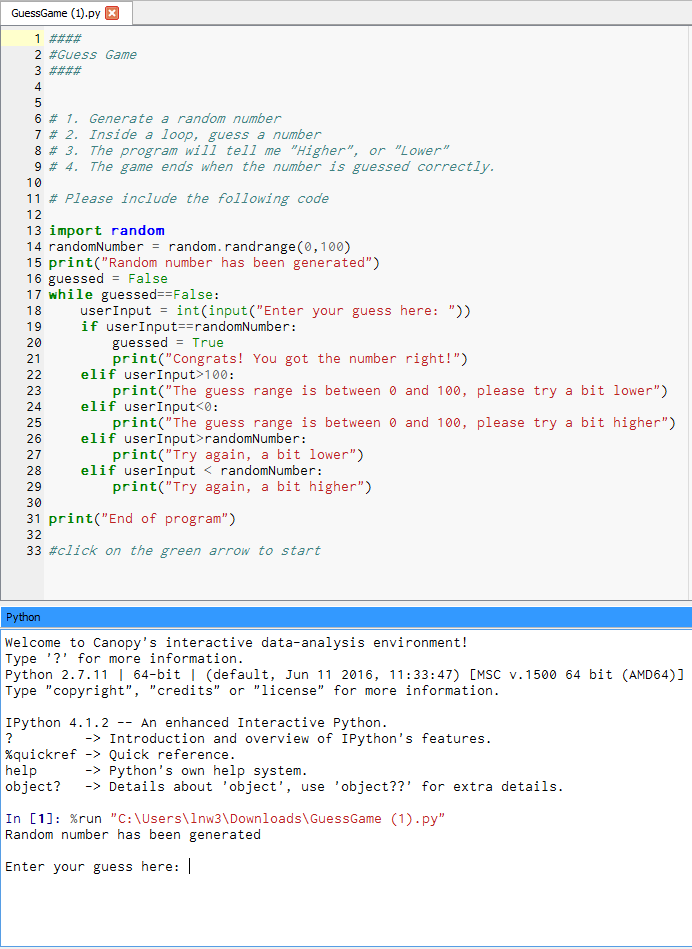 GuessGame (1).py
1 ####
2 #Guess Game
3 ####
4
5
6 # 1. Generate a random number
7 # 2. Inside a loop, guess a number
8 # 3. The program will tell me "Higher", or "Lower"
9 # 4. The game ends when the number is guessed correctly.
10
11 # Please include the following code
12
13 import random
14 randomNumber = random.randrange(0,100)
15 print("Random number has been generated")
16 guessed = False
17 while guessed==False:
18     userInput = int(input("Enter your guess here: "))
19     if userInput==randomNumber:
20         guessed = True
21         print("Congrats! You got the number right!")
22     elif userInput>100:
23         print("The guess range is between 0 and 100, please try a bit lower")
24     elif userInput<0:
25         print("The guess range is between 0 and 100, please try a bit higher")
26     elif userInput>randomNumber:
27         print("Try again, a bit lower")
28     elif userInput < randomNumber:
29         print("Try again, a bit higher")
30
31 print("End of program")
32
33 #click on the green arrow to start
Python
Welcome to Canopy's interactive data-analysis environment!
Type '?' for more information.
Python 2.7.11 | 64-bit | (default, Jun 11 2016, 11:33:47) [MSC v.1500 64 bit (AMD64)]
Type "copyright", "credits" or "license" for more information.
IPython 4.1.2 -- An enhanced Interactive Python.
?         -> Introduction and overview of IPython's features.
%quickref -> Quick reference.
help      -> Python's own help system.
object?   -> Details about 'object', use 'object??' for extra details.
In [1]: %run "C:\Users\lnw3\Downloads\GuessGame (1).py"
Random number has been generated
Enter your guess here: